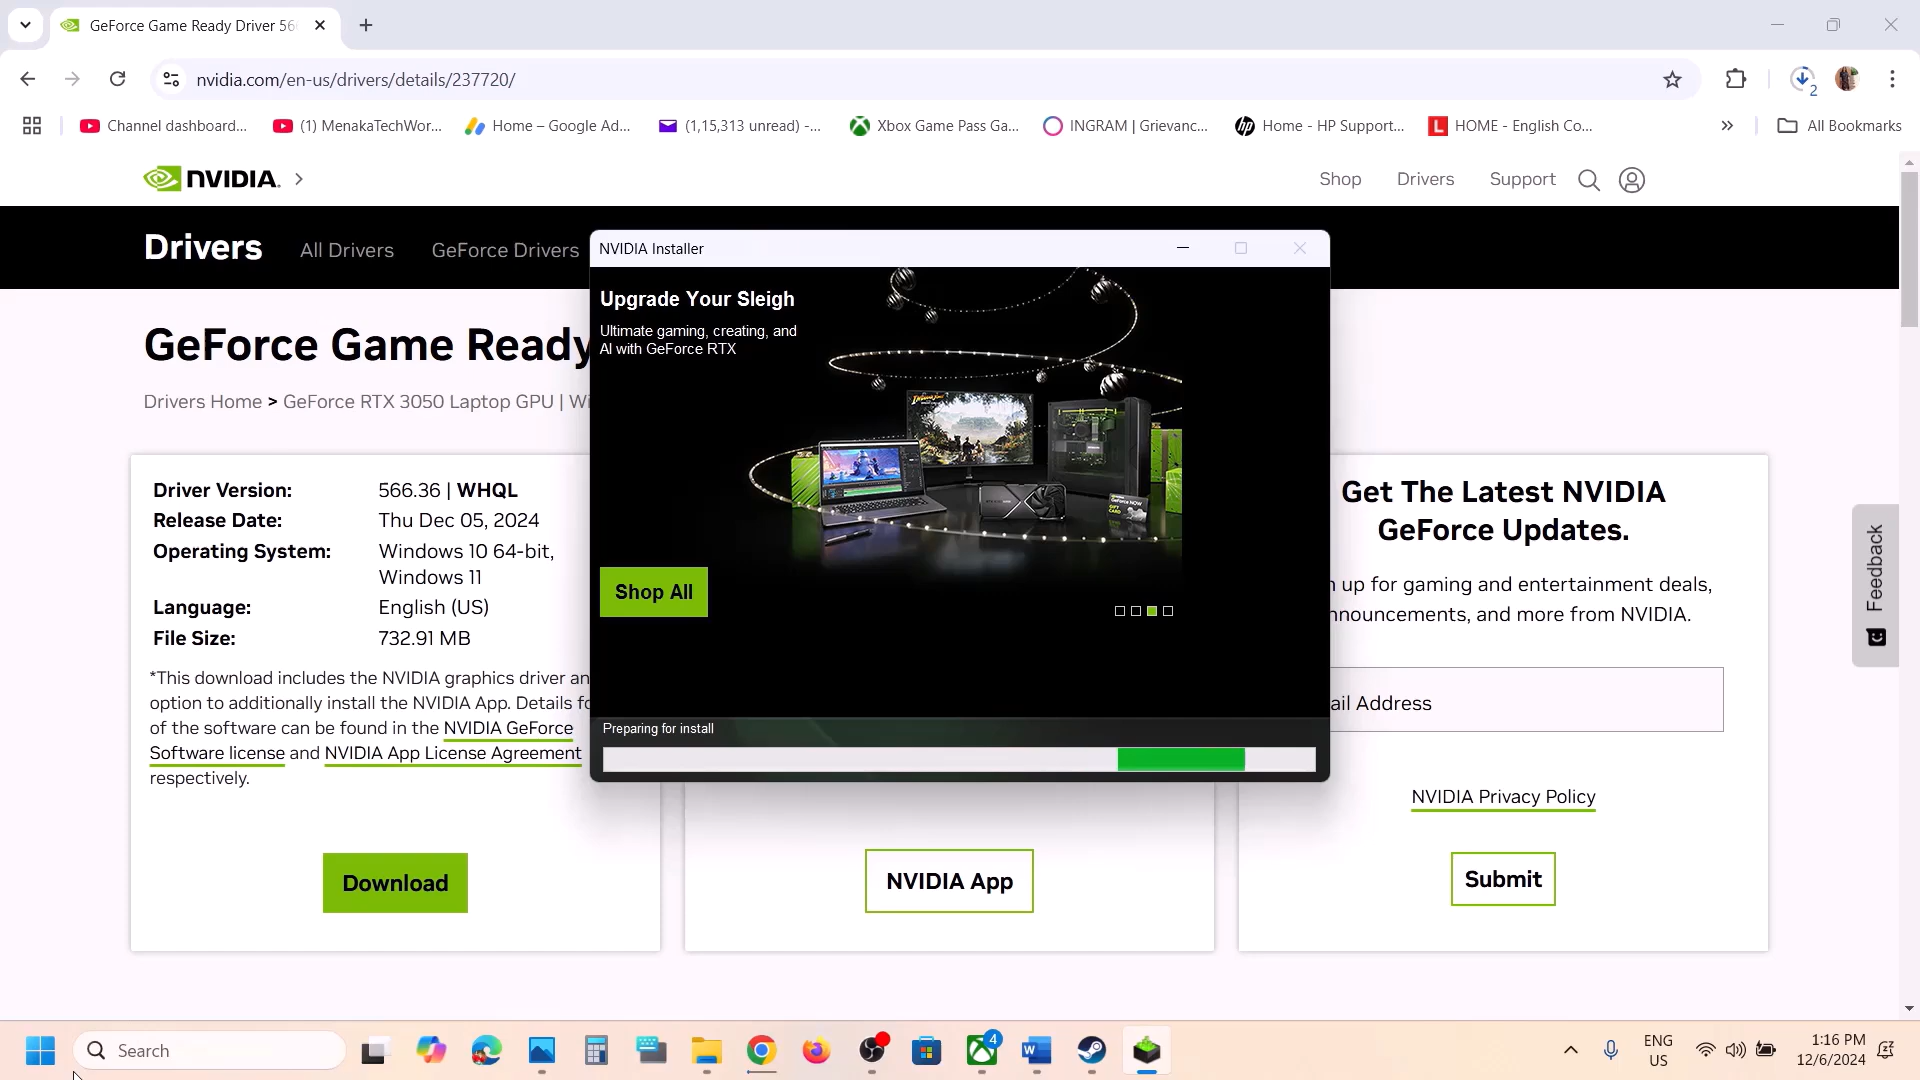 GeForce Game Ready Driver 56
nvidia.com/en-us/drivers/details/237720/
2
Channel dashboard...
(1) MenakaTechWor...
Home – Google Ad...
(1,15,313 unread) -...
Xbox Game Pass Ga...
INGRAM | Grievanc...
Home - HP Support...
HOME - English Co...
All Bookmarks
NVIDIA.
Shop
Drivers
Support
Drivers
All Drivers
GeForce Drivers
NVIDIA Installer
Upgrade Your Sleigh
Ultimate gaming, creating, and
AI with GeForce RTX
Shop All
Preparing for install
GeForce Game Ready
Drivers Home > GeForce RTX 3050 Laptop GPU | Wi
Driver Version: 566.36 | WHQL
Release Date: Thu Dec 05, 2024
Operating System: Windows 10 64-bit,
Windows 11
Language: English (US)
File Size: 732.91 MB
*This download includes the NVIDIA graphics driver an
option to additionally install the NVIDIA App. Details fo
of the software can be found in the NVIDIA GeForce
Software license and NVIDIA App License Agreement
respectively.
Download
NVIDIA App
Get The Latest NVIDIA
GeForce Updates.
up for gaming and entertainment deals,
nnouncements, and more from NVIDIA.
ail Address
NVIDIA Privacy Policy
Submit
Feedback
Search
4
ENG
US
1:16 PM
12/6/2024